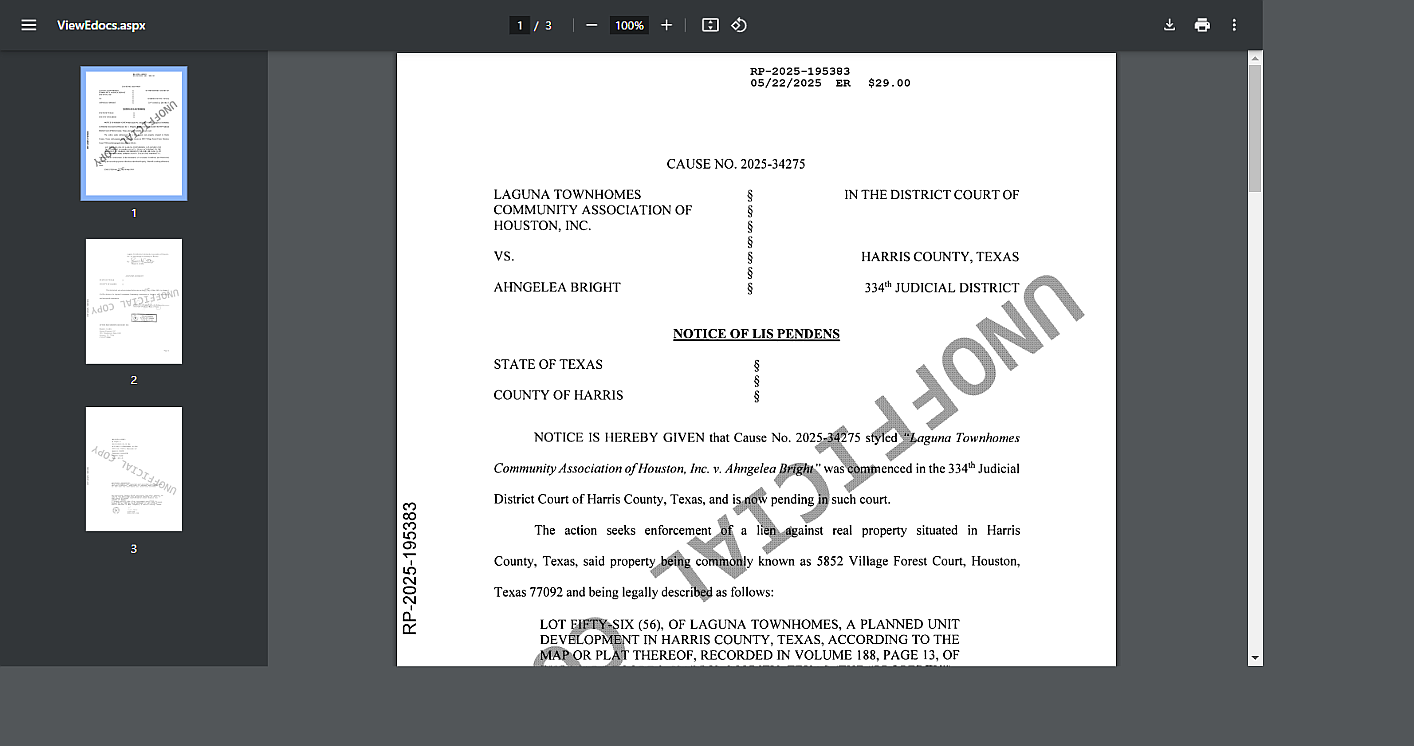 ViewEdocs.aspx
1 / 3
100%
1
2
3
RP-2025-195383
05/22/2025 ER $29.00
CAUSE NO. 2025-34275
LAGUNA TOWNHOMES § IN THE DISTRICT COURT OF
COMMUNITY ASSOCIATION OF §
HOUSTON, INC. §
§
VS. § HARRIS COUNTY, TEXAS
§
AHNGELEA BRIGHT § 334th JUDICIAL DISTRICT
NOTICE OF LIS PENDENS
STATE OF TEXAS §
§
COUNTY OF HARRIS §
NOTICE IS HEREBY GIVEN that Cause No. 2025-34275 styled "Laguna Townhomes
Community Association of Houston, Inc. v. Ahngelea Bright" was commenced in the 334th Judicial
District Court of Harris County, Texas, and is now pending in such court.
The action seeks enforcement of a lien against real property situated in Harris
County, Texas, said property being commonly known as 5852 Village Forest Court, Houston,
Texas 77092 and being legally described as follows:
LOT FIFTY-SIX (56), OF LAGUNA TOWNHOMES, A PLANNED UNIT
DEVELOPMENT IN HARRIS COUNTY, TEXAS, ACCORDING TO THE
MAP OR PLAT THEREOF, RECORDED IN VOLUME 188, PAGE 13, OF
RP-2025-195383
UNOFFICIAL